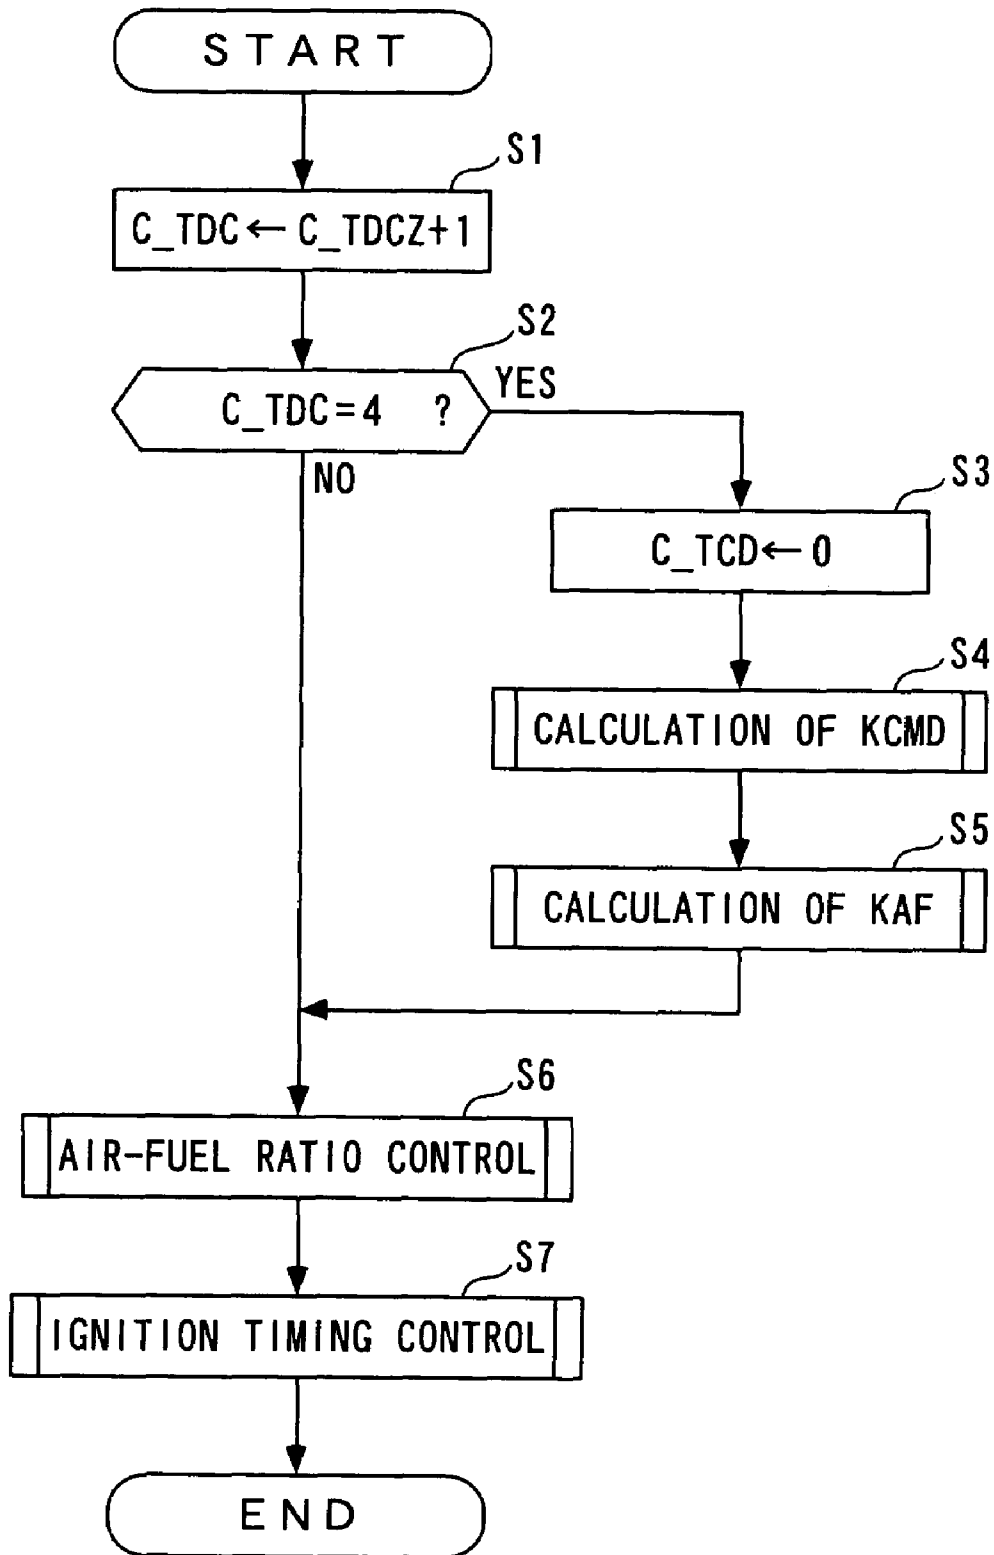 START
S1
C_TDC←C_TDCZ+1
S2
C_TDC=4 ?
YES
NO
S3
C_TCD←0
S4
CALCULATION OF KCMD
S5
CALCULATION OF KAF
S6
AIR-FUEL RATIO CONTROL
S7
IGNITION TIMING CONTROL
END